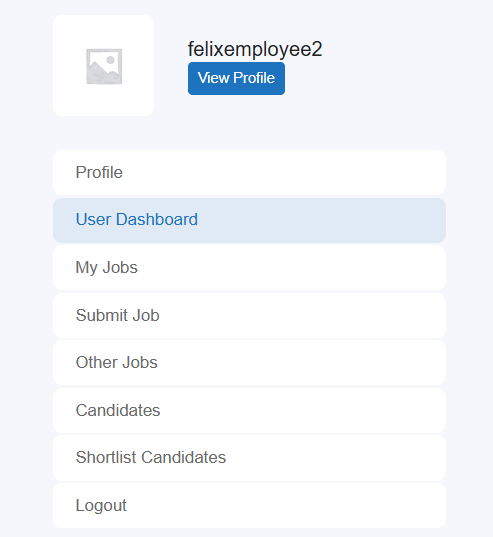 felixemployee2
View Profile
Profile
User Dashboard
My Jobs
Submit Job
Other Jobs
Candidates
Shortlist Candidates
Logout